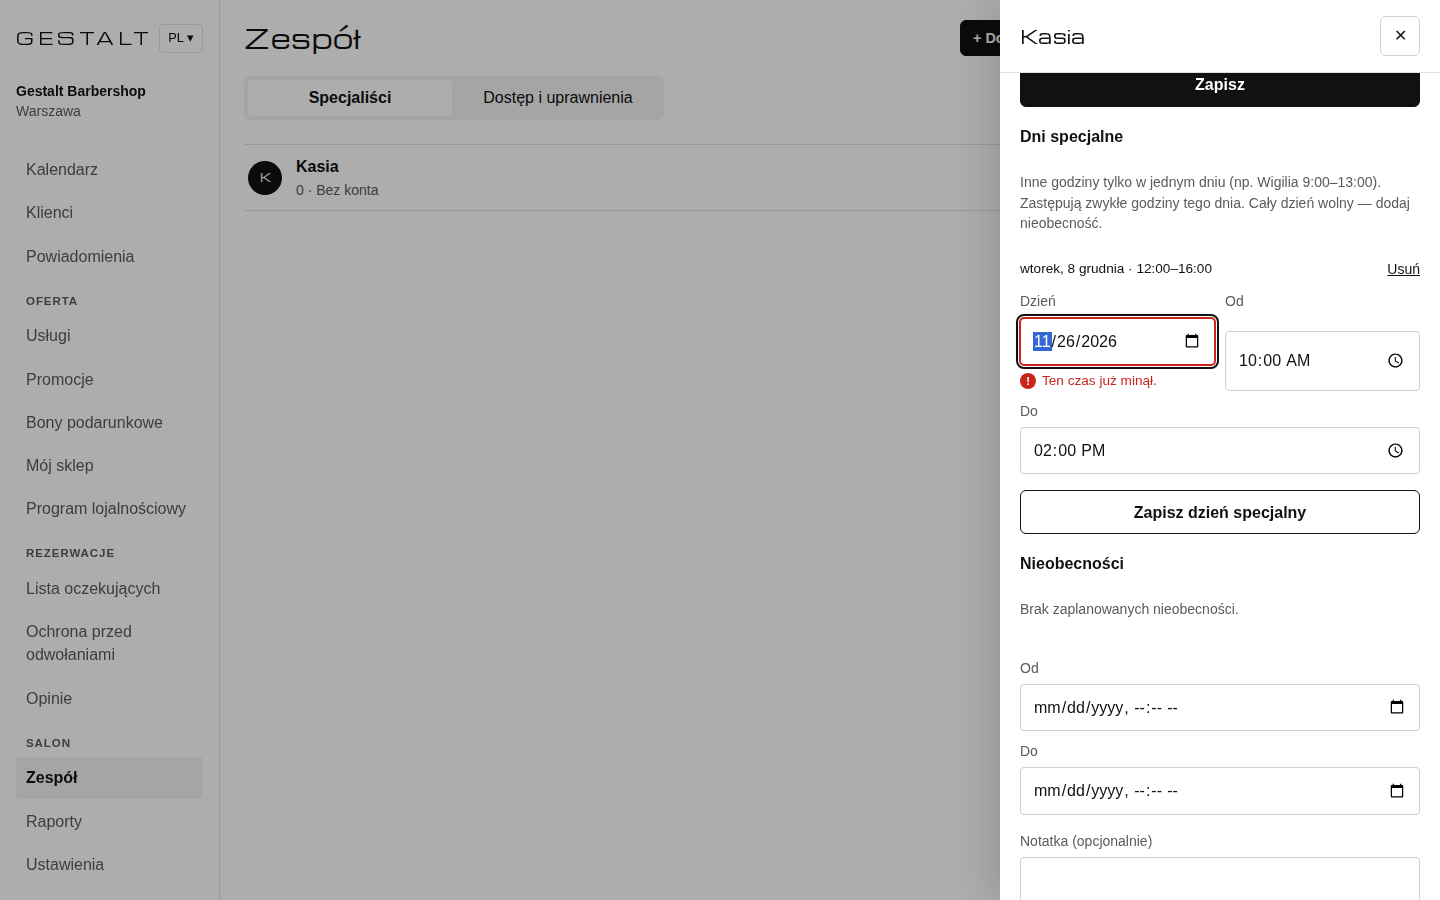 GESTALT
PL ▾
Gestalt Barbershop
Warszawa
Kalendarz
Klienci
Powiadomienia
OFERTA
Usługi
Promocje
Bony podarunkowe
Mój sklep
Program lojalnościowy
REZERWACJE
Lista oczekujących
Ochrona przed
odwołaniami
Opinie
SALON
Zespół
Raporty
Ustawienia
Zespół
Specjaliści
Dostęp i uprawnienia
K
Kasia
0 · Bez konta
Kasia
✕
Zapisz
Dni specjalne
Inne godziny tylko w jednym dniu (np. Wigilia 9:00–13:00).
Zastępują zwykłe godziny tego dnia. Cały dzień wolny — dodaj
nieobecność.
wtorek, 8 grudnia · 12:00–16:00
Usuń
Dzień
Od
11/26/2026
10:00 AM
! Ten czas już minął.
Do
02:00 PM
Zapisz dzień specjalny
Nieobecności
Brak zaplanowanych nieobecności.
Od
mm/dd/yyyy, --:-- --
Do
mm/dd/yyyy, --:-- --
Notatka (opcjonalnie)